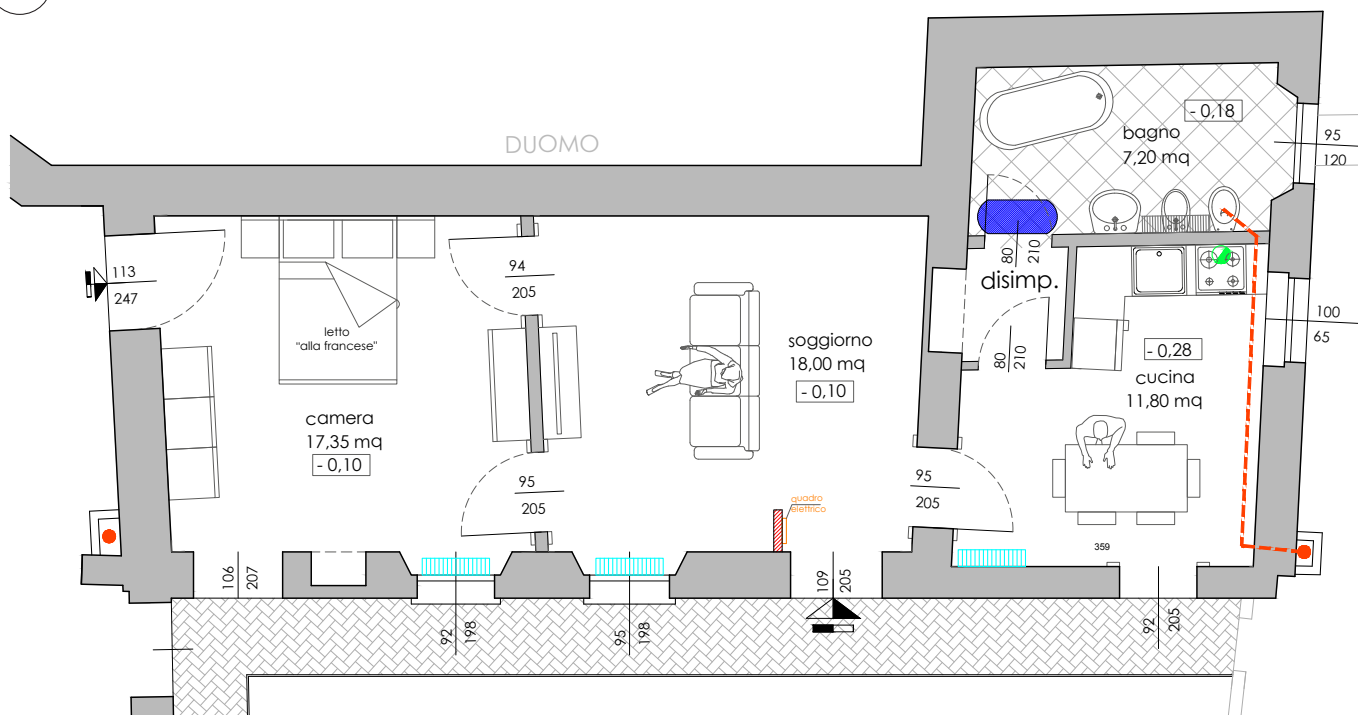 DUOMO
- 0,18
bagno
7,20 mq
95
120
113
247
94
205
80
210
disimp.
letto
"alla francese"
soggiorno
18,00 mq
- 0,10
100
65
- 0,28
cucina
11,80 mq
80
210
camera
17,35 mq
- 0,10
95
205
quadro
elettrico
95
205
359
106
207
92
198
95
198
109
205
92
205